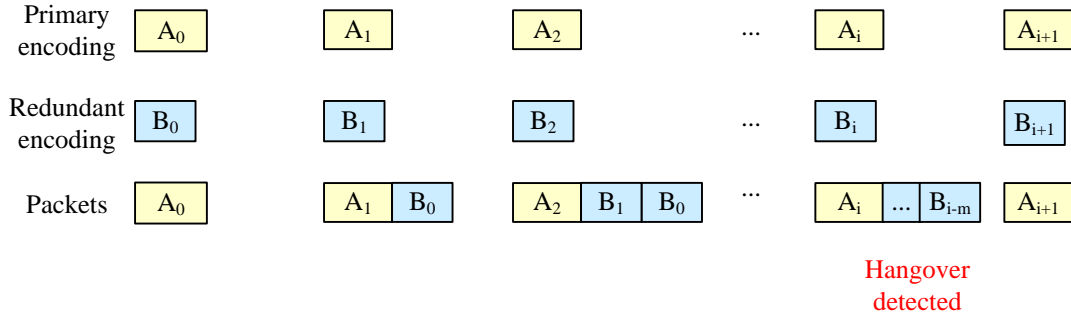 Primary encoding A₀ A₁ A₂ ... Aᵢ Aᵢ₊₁
Redundant encoding B₀ B₁ B₂ ... Bᵢ Bᵢ₊₁
Packets A₀ A₁ B₀ A₂ B₁ B₀ ... Aᵢ ... Bᵢ₋ₘ Aᵢ₊₁
Hangover
detected